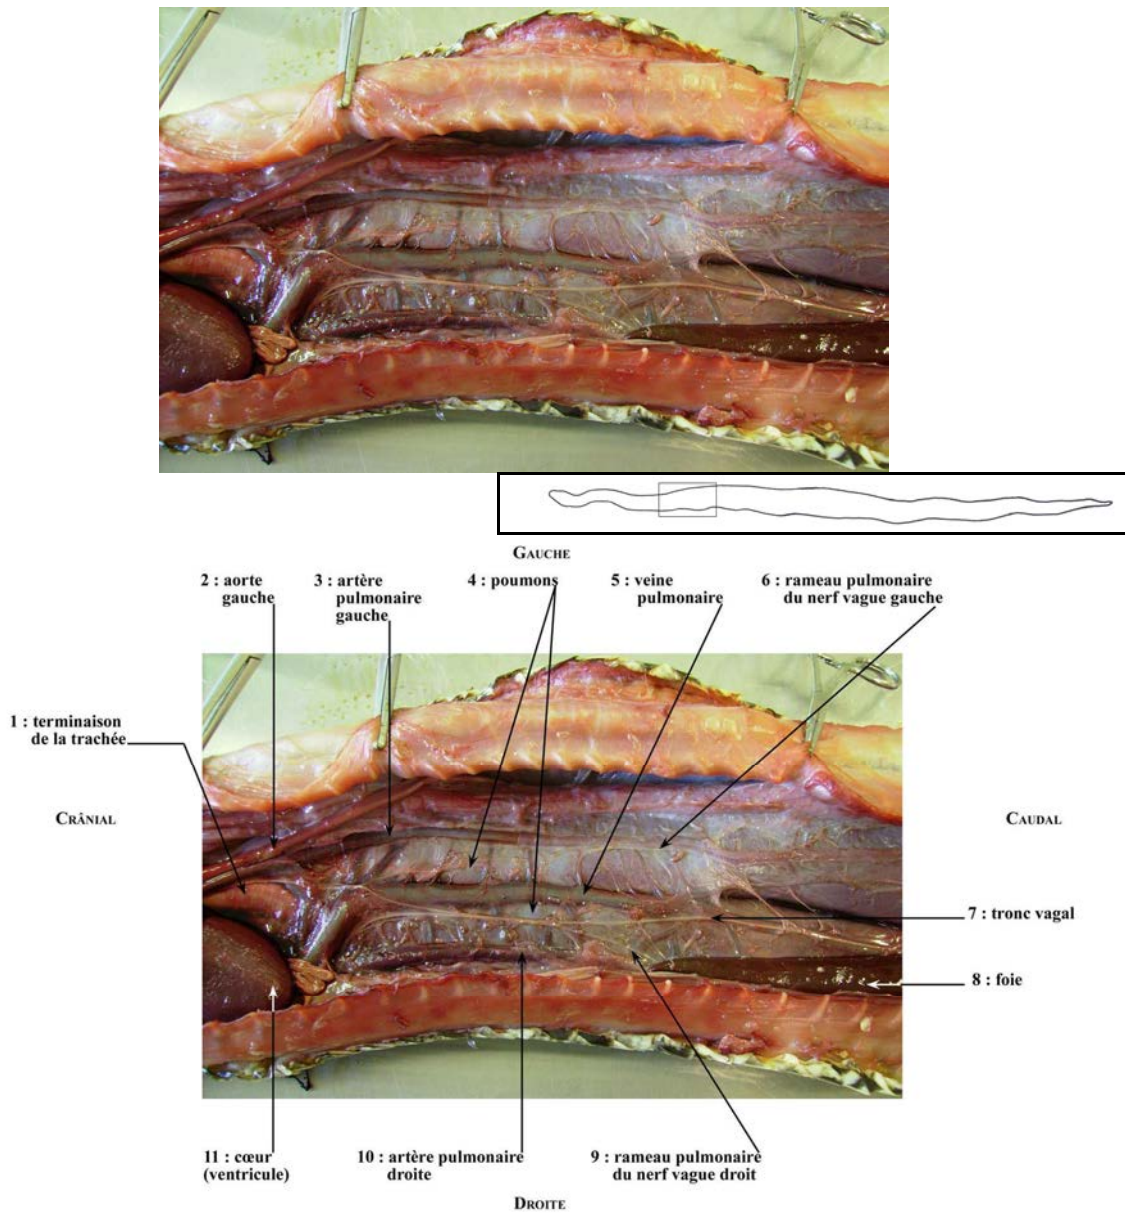 GAUCHE
2 : aorte
gauche
3 : artère
pulmonaire
gauche
4 : poumons
5 : veine
pulmonaire
6 : rameau pulmonaire
du nerf vague gauche
1 : terminaison
de la trachée
CRÂNIAL
CAUDAL
7 : tronc vagal
8 : foie
11 : cœur
(ventricule)
10 : artère pulmonaire
droite
9 : rameau pulmonaire
du nerf vague droit
DROITE